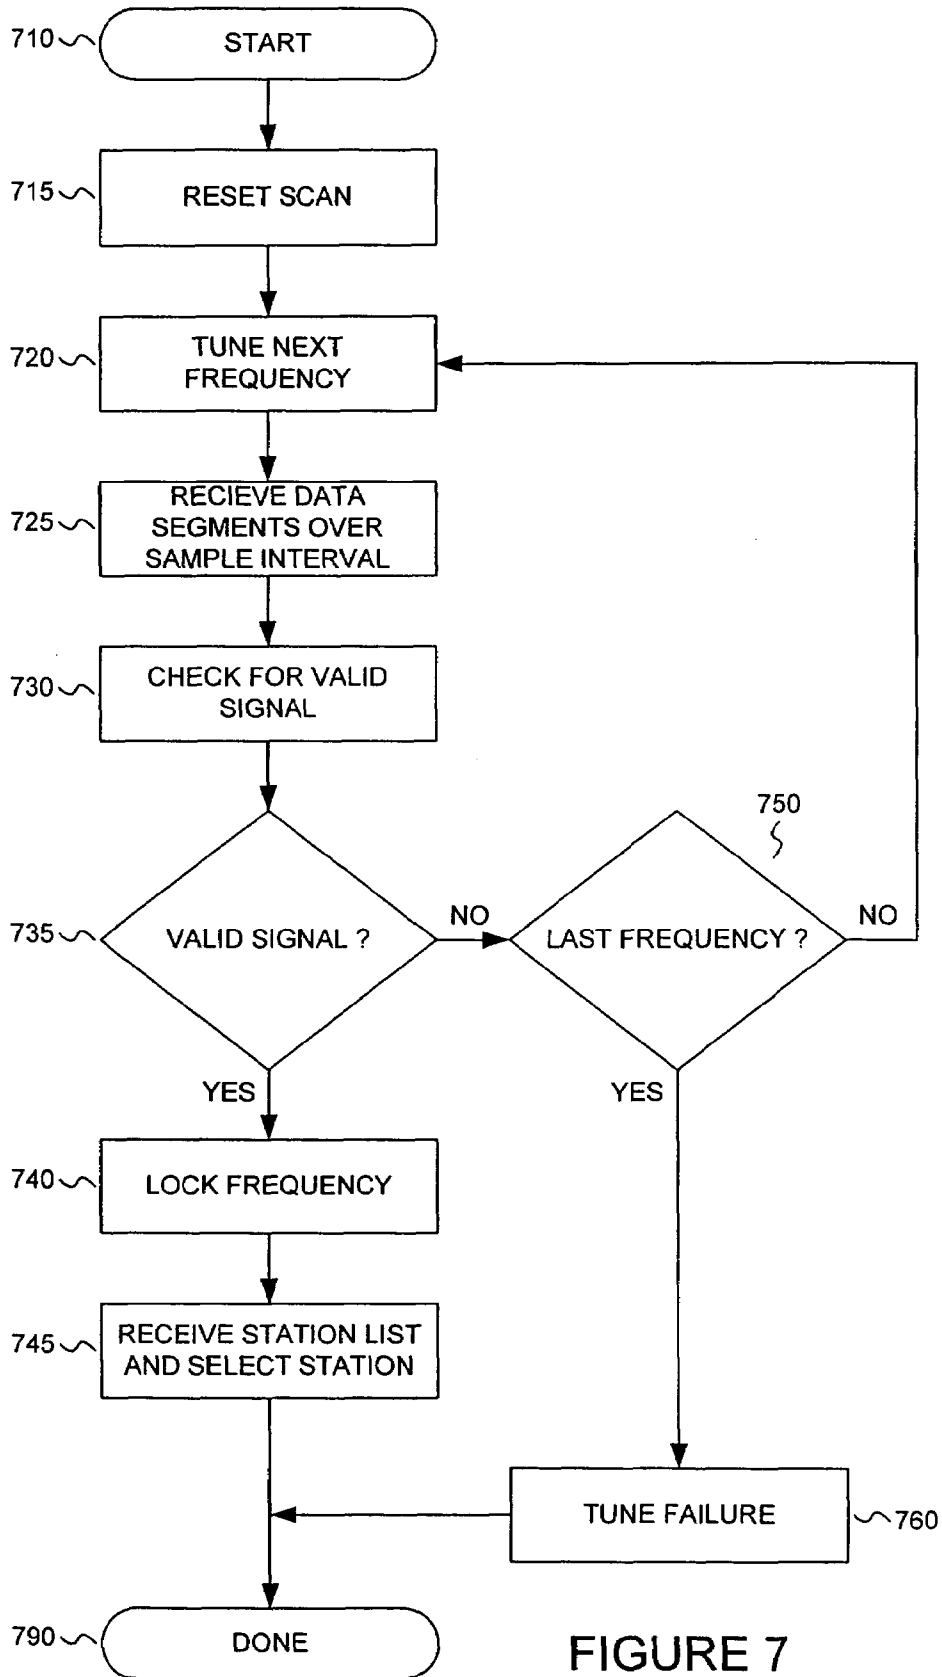 710
START
715
RESET SCAN
720
TUNE NEXT
FREQUENCY
725
RECIEVE DATA
SEGMENTS OVER
SAMPLE INTERVAL
730
CHECK FOR VALID
SIGNAL
750
735
VALID SIGNAL ?
NO
LAST FREQUENCY ?
NO
YES
YES
740
LOCK FREQUENCY
745
RECEIVE STATION LIST
AND SELECT STATION
TUNE FAILURE
760
790
DONE
FIGURE 7